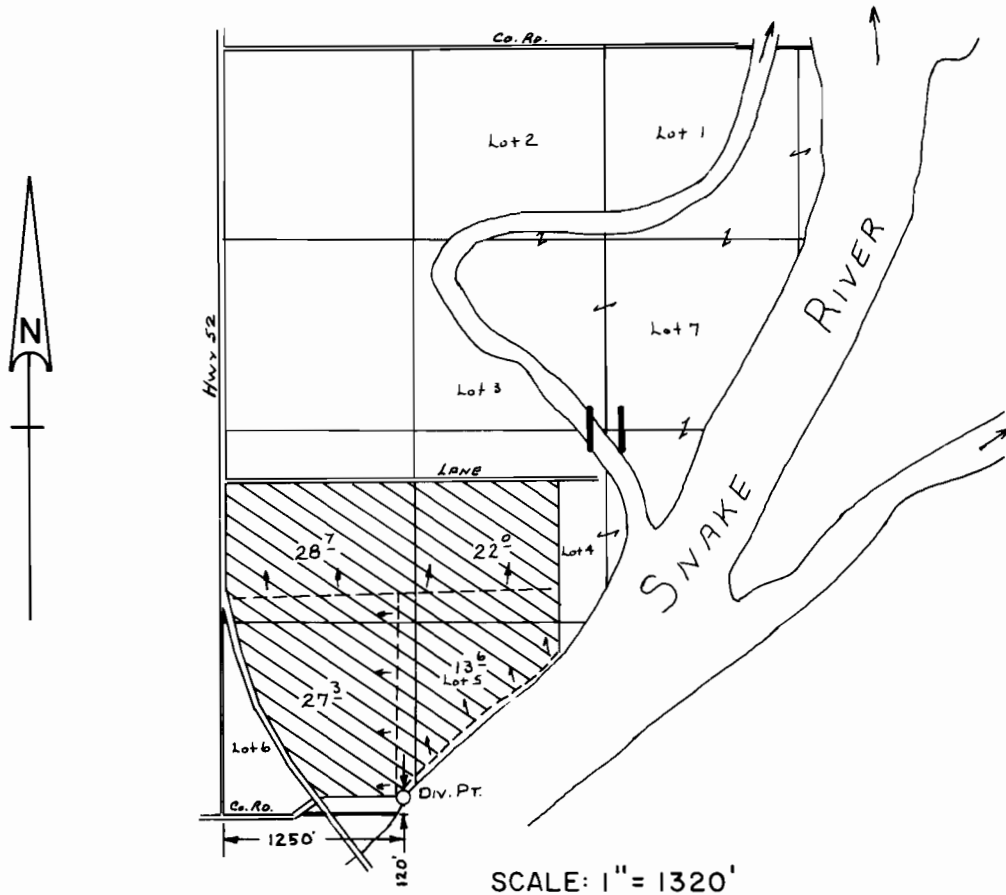 Co. Rd.
Lot 2
Lot 1
N
Hwy 52
RIVER
Lot 7
Lot 3
LANE
28 7
22 0
Lot 4
SNAKE
13 6
Lot 5
27 3
Lot 6
DIV. PT.
Co. Rd.
1250'
120'
SCALE: 1" = 1320'